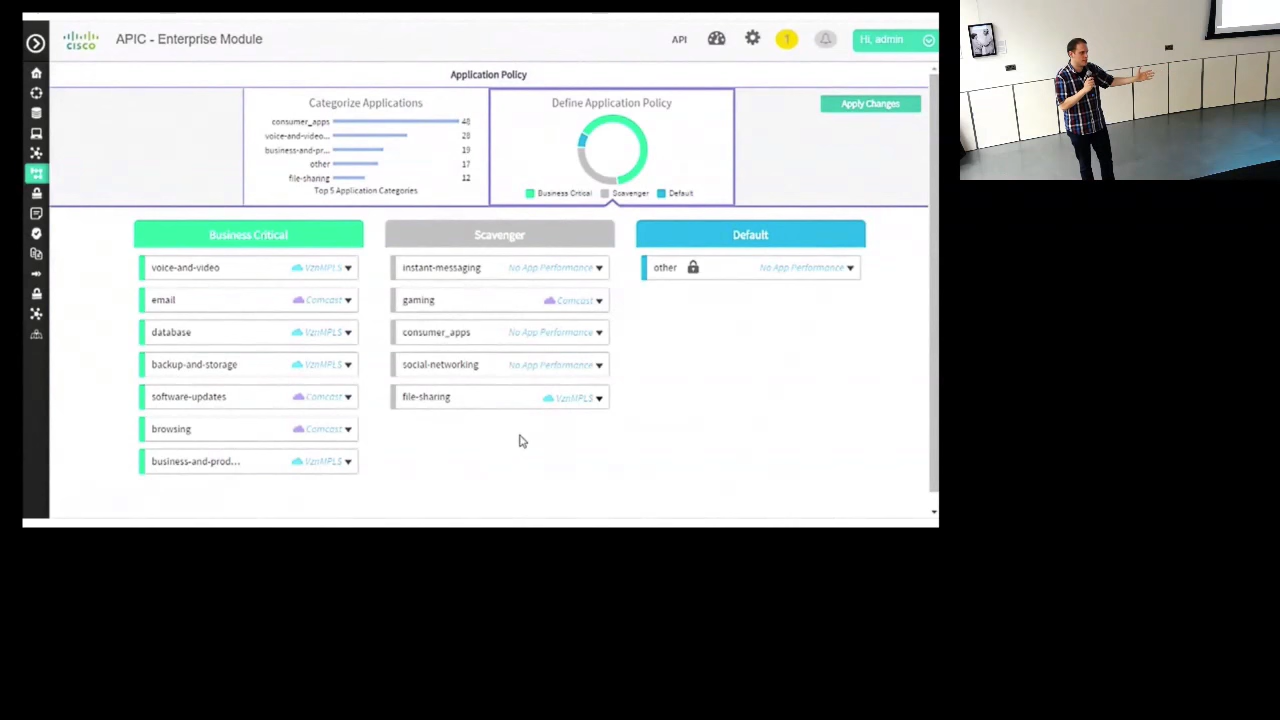 CISCO APIC - Enterprise Module API Hi, admin
Application Policy
Categorize Applications
consumer_apps 48
voice-and-video... 28
business-and-pr... 19
other 17
file-sharing 12
Top 5 Application Categories
Define Application Policy
Business Critical Scavenger Default
Apply Changes
Business Critical
voice-and-video VznMPLS
email Comcast
database VznMPLS
backup-and-storage VznMPLS
software-updates Comcast
browsing Comcast
business-and-prod... VznMPLS
Scavenger
instant-messaging No App Performance
gaming Comcast
consumer_apps No App Performance
social-networking No App Performance
file-sharing VznMPLS
Default
other No App Performance